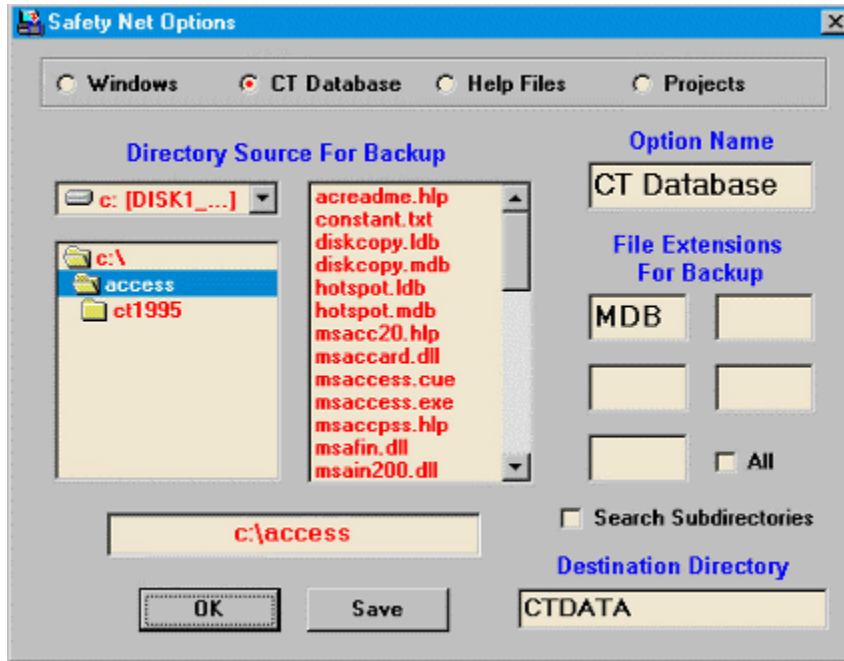 Safety Net Options
Windows CT Database Help Files Projects
Directory Source For Backup
c: [DISK1_...]
c:\
access
ct1995
acreadme.hlp
constant.txt
diskcopy.ldb
diskcopy.mdb
hotspot.ldb
hotspot.mdb
msacc20.hlp
msaccard.dll
msaccess.cue
msaccess.exe
msaccpss.hlp
msafin.dll
msain200.dll
c:\access
OK Save
Option Name
CT Database
File Extensions
For Backup
MDB
All
Search Subdirectories
Destination Directory
CTDATA